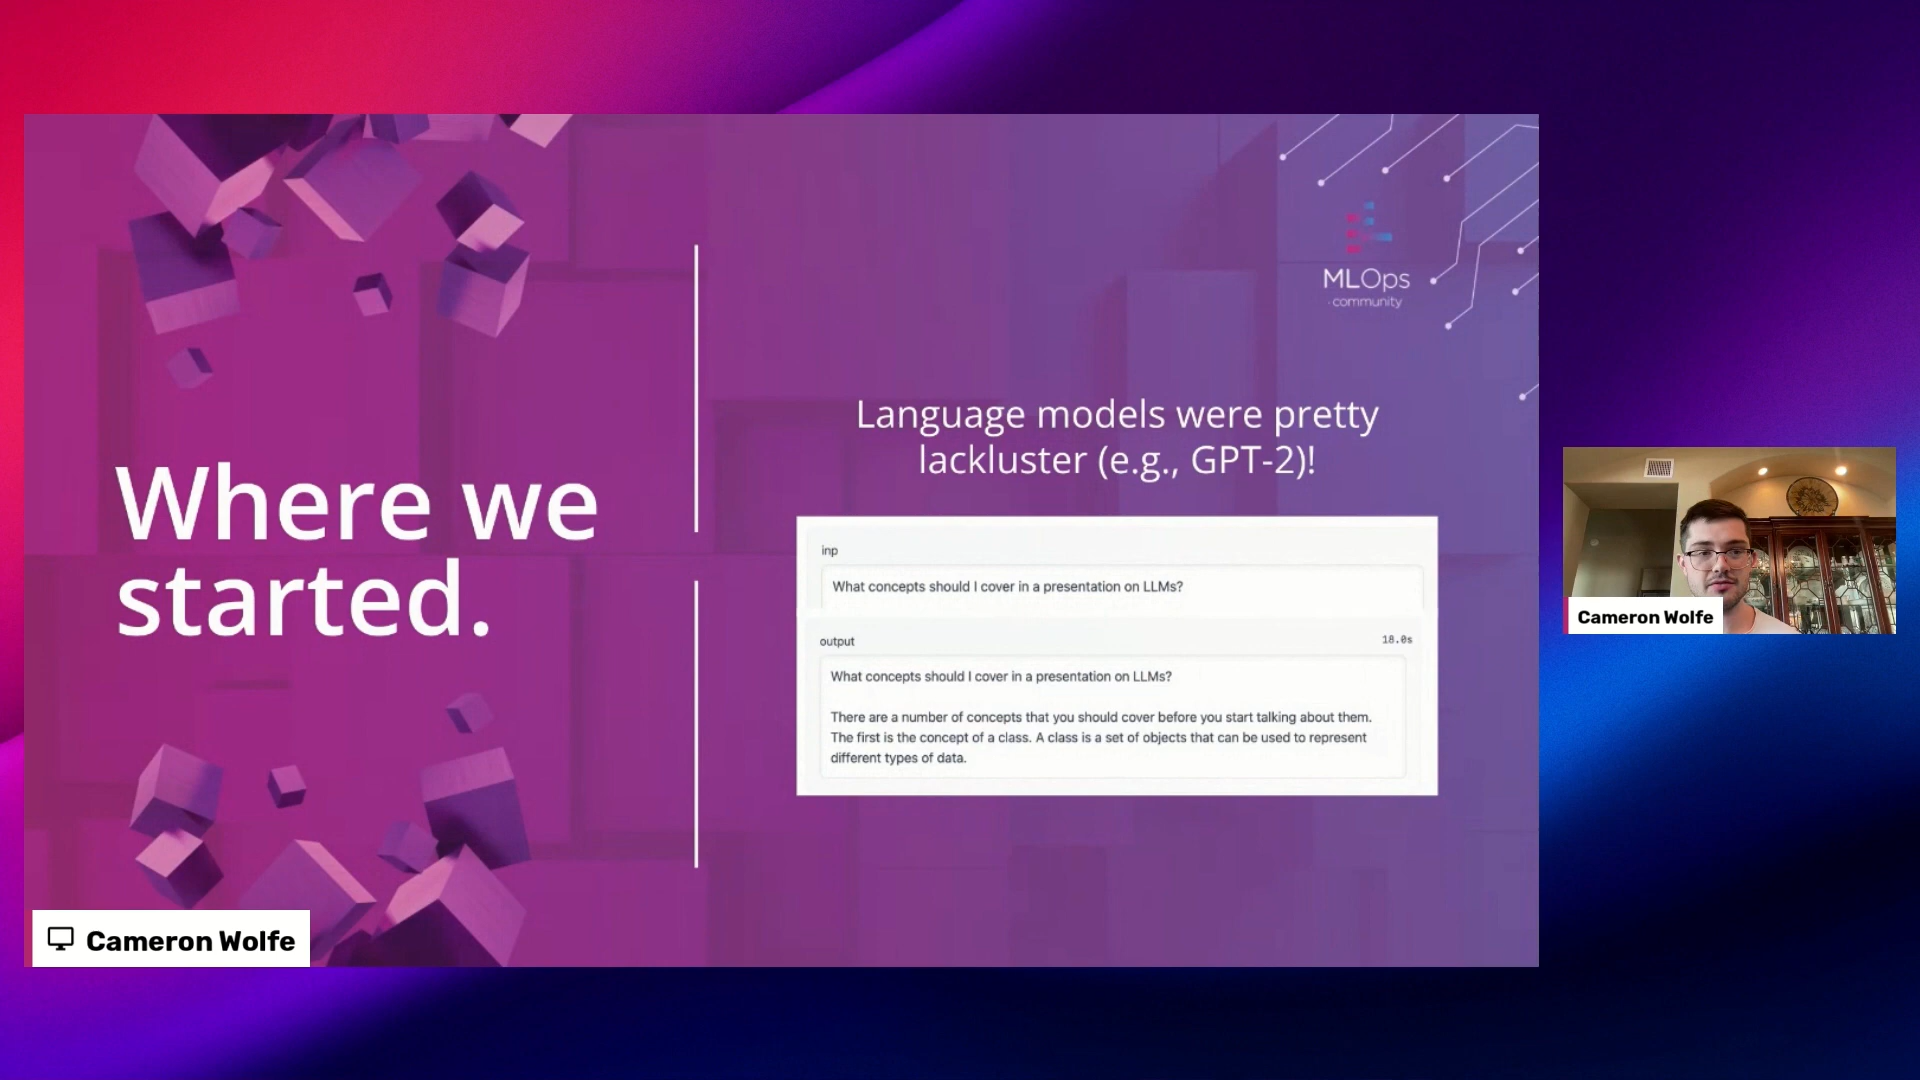 Where we
started.
MLOps
community
Language models were pretty
lackluster (e.g., GPT-2)!
inp
What concepts should I cover in a presentation on LLMs?
output
18.0s
What concepts should I cover in a presentation on LLMs?
There are a number of concepts that you should cover before you start talking about them.
The first is the concept of a class. A class is a set of objects that can be used to represent
different types of data.
Cameron Wolfe
Cameron Wolfe